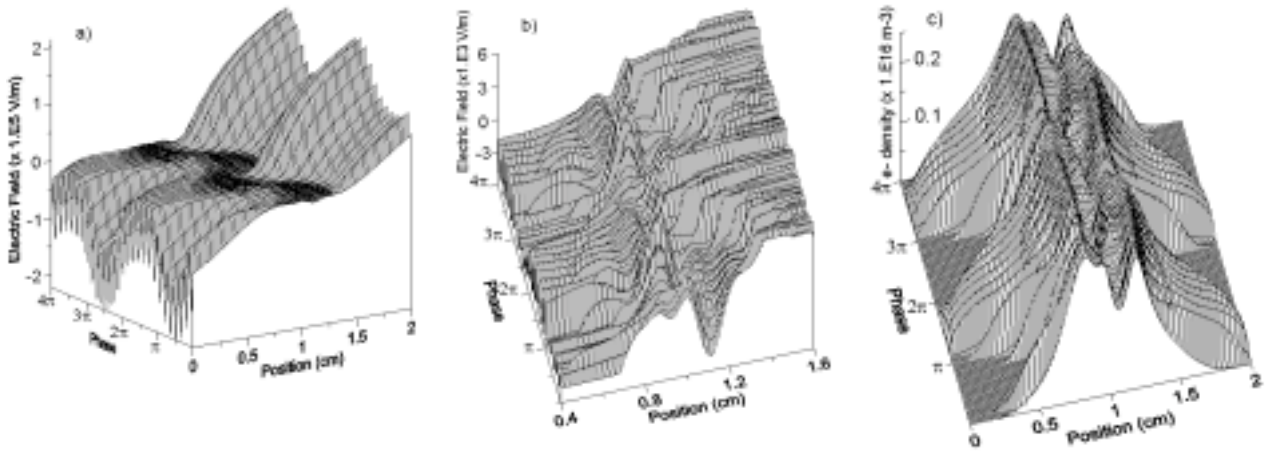 a)
Electric Field (x 1.E5 V/m)
2
1
0
-1
-2
4π
3π
2π
π
Phase
0
0.5
1
1.5
2
Position (cm)
b)
Electric Field (x1.E3 V/m)
6
3
0
-3
4π
3π
2π
π
phase
0.4
0.8
1.2
1.6
Position (cm)
c)
e- density (x 1.E16 m-3)
0.2
0.1
4π
3π
2π
π
phase
0
0.5
1
1.5
2
Position (cm)